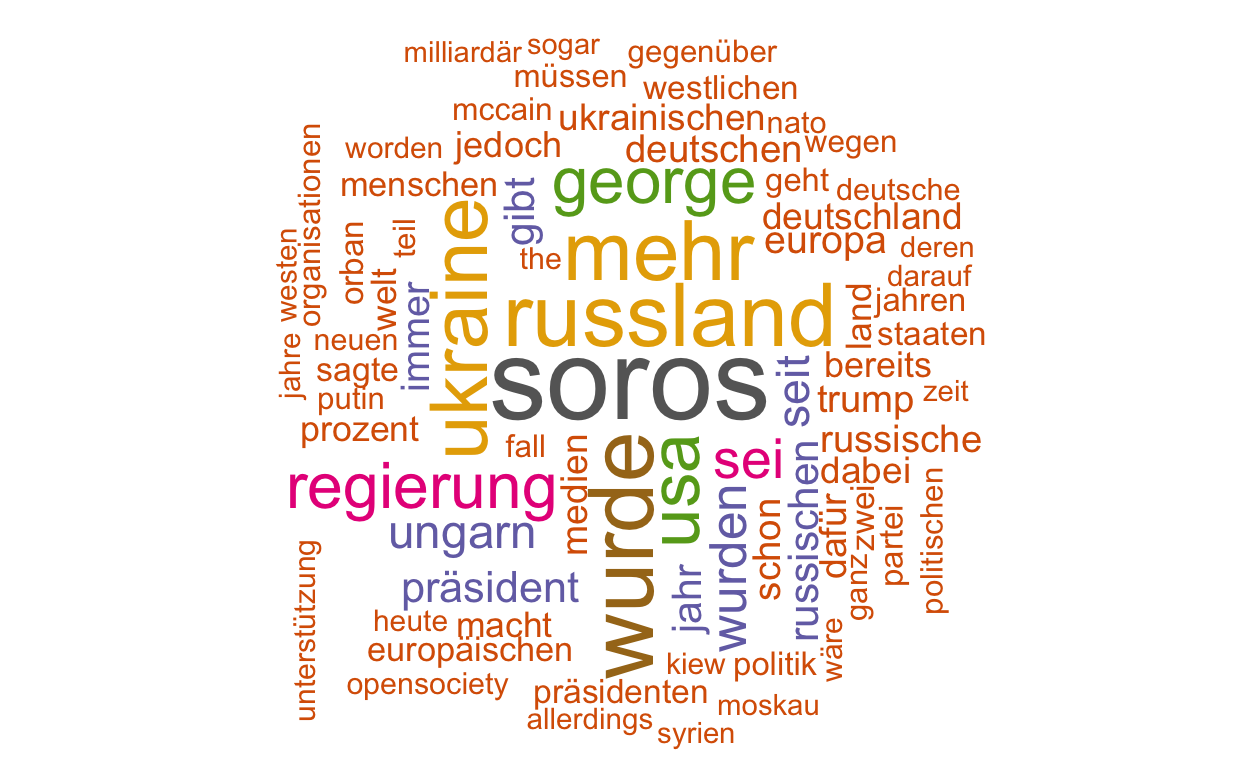 milliardär
sogar
gegenüber
müssen
westlichen
mccain
ukrainischen
nato
worden
jedoch
deutschen
wegen
menschen
gibt
george
geht
deutsche
organisationen
westen
orban
teil
ukraine
the
mehr
deutschland
europa
deren
darauf
welt
immer
russland
land
jahren
staaten
jahre
neuen
sagte
putin
prozent
soros
seit
bereits
trump
zeit
fall
medien
wurde
usa
sei
russische
dabei
regierung
ungarn
präsident
wurden
schon
russischen
dafür
zwei
ganz
partei
politischen
jahr
unterstützung
heute
macht
europäischen
opensociety
kiew
politik
wäre
präsidenten
moskau
allerdings
syrien